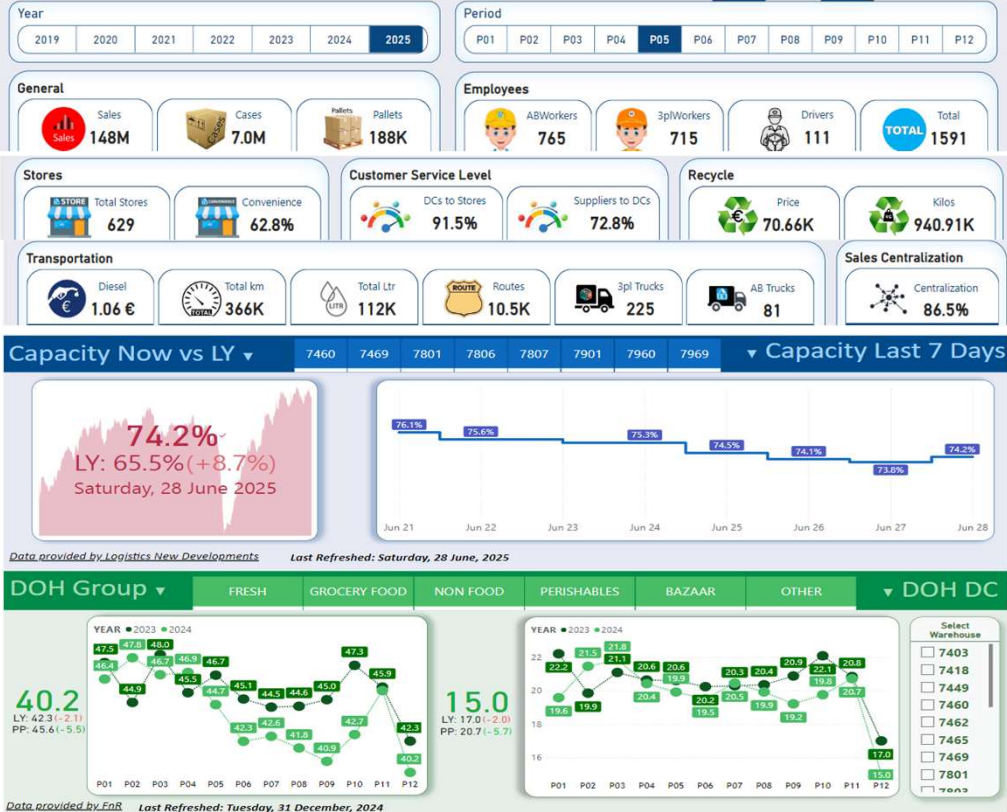 Year
2019 2020 2021 2022 2023 2024 2025
Period
P01 P02 P03 P04 P05 P06 P07 P08 P09 P10 P11 P12
General
Sales
Sales
148M
Cases
Cases
7.0M
Pallets
Pallets
188K
Employees
ABWorkers
765
3plWorkers
715
Drivers
111
TOTAL
Total
1591
Stores
STORE
Total Stores
629
CONVENIENCE
Convenience
62.8%
Customer Service Level
DCs to Stores
91.5%
Suppliers to DCs
72.8%
Recycle
€
Price
70.66K
Kilos
940.91K
Transportation
€
Diesel
1.06 €
TOTAL
Total km
366K
LITR
Total Ltr
112K
ROUTE
Routes
10.5K
3pl Trucks
225
AB Trucks
81
Sales Centralization
Centralization
86.5%
Capacity Now vs LY
7460 7469 7801 7806 7807 7901 7960 7969
Capacity Last 7 Days
74.2%
LY: 65.5%(+8.7%)
Saturday, 28 June 2025
76.1% 75.6% 75.3% 74.5% 74.1% 73.8% 74.2%
Jun 21 Jun 22 Jun 23 Jun 24 Jun 25 Jun 26 Jun 27 Jun 28
Data provided by Logistics New Developments Last Refreshed: Saturday, 28 June, 2025
DOH Group
FRESH GROCERY FOOD NON FOOD PERISHABLES BAZAAR OTHER
DOH DC
40.2
LY: 42.3(-2.1)
PP: 45.6(-5.5)
YEAR 2023 2024
47.5 44.9 48.0 45.5 46.7 45.1 44.5 44.6 45.0 47.3 45.9 42.3
46.4 47.8 46.7 46.9 44.7 42.3 42.6 41.8 40.9 42.7 40.2
P01 P02 P03 P04 P05 P06 P07 P08 P09 P10 P11 P12
15.0
LY: 17.0(-2.0)
PP: 20.7(-5.7)
YEAR 2023 2024
22
20
18
16
22.2 19.9 21.1 20.6 20.6 20.2 20.3 20.4 20.9 22.1 20.8 17.0
19.6 21.5 21.8 20.4 19.9 19.5 20.5 19.9 19.2 19.8 20.7 15.0
P01 P02 P03 P04 P05 P06 P07 P08 P09 P10 P11 P12
Select
Warehouse
7403
7418
7449
7460
7462
7465
7469
7801
7803
Data provided by FnR Last Refreshed: Tuesday, 31 December, 2024